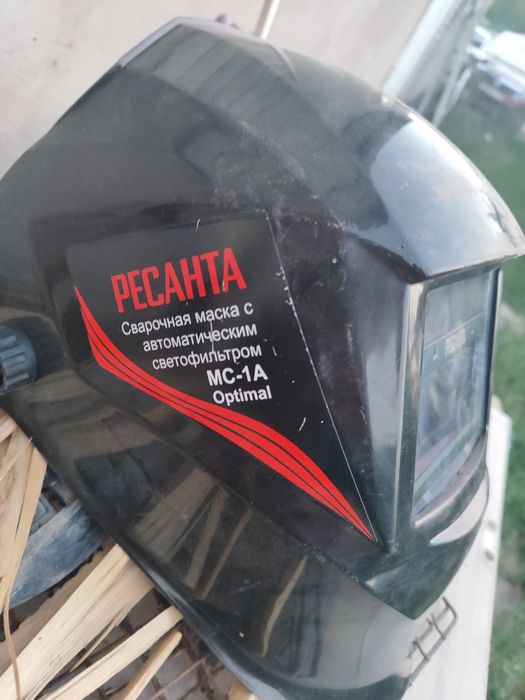 РЕСАНТА
Сварочная маска с
автоматическим
светофильтром
МС-1А
Optimal